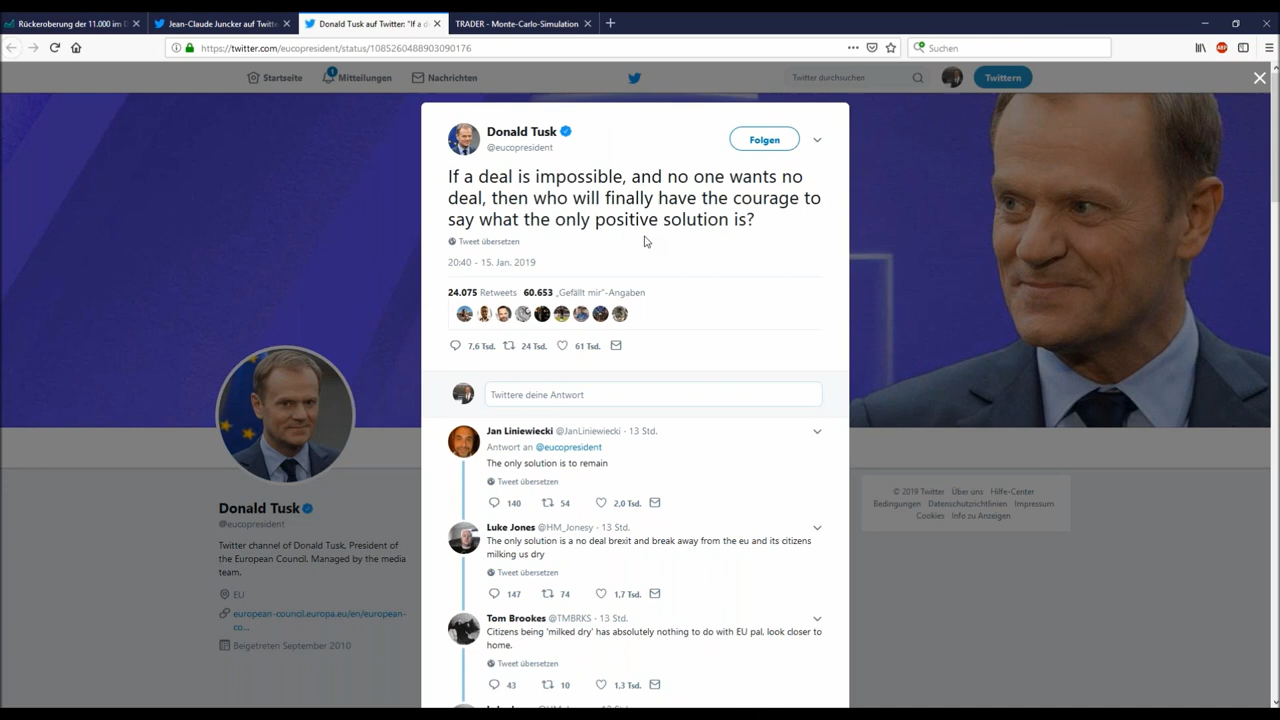 Rückeroberung der 11.000 im D
Jean-Claude Juncker auf Twitte
Donald Tusk auf Twitter: "If a d
TRADER - Monte-Carlo-Simulation
https://twitter.com/eucopresident/status/1085260488903090176
Suchen
ABP
Startseite
1
Mitteilungen
Nachrichten
Twitter durchsuchen
Twittern
Donald Tusk
@eucopresident
Folgen
If a deal is impossible, and no one wants no
deal, then who will finally have the courage to
say what the only positive solution is?
Tweet übersetzen
20:40 - 15. Jan. 2019
24.075 Retweets 60.653 „Gefällt mir“-Angaben
7,6 Tsd. 24 Tsd. 61 Tsd.
Twittere deine Antwort
Jan Liniewiecki @JanLiniewiecki · 13 Std.
Antwort an @eucopresident
The only solution is to remain
Tweet übersetzen
140 54 2,0 Tsd.
Luke Jones @HM_Jonesy · 13 Std.
The only solution is a no deal brexit and break away from the eu and its citizens
milking us dry
Tweet übersetzen
147 74 1,7 Tsd.
Tom Brookes @TMBRKS · 13 Std.
Citizens being 'milked dry' has absolutely nothing to do with EU pal, look closer to
home.
Tweet übersetzen
43 10 1,3 Tsd.
Donald Tusk
@eucopresident
Twitter channel of Donald Tusk, President of
the European Council. Managed by the media
team.
EU
european-council.europa.eu/en/european-
co...
Beigetreten September 2010
© 2019 Twitter Über uns Hilfe-Center
Bedingungen Datenschutzrichtlinien Impressum
Cookies Info zu Anzeigen